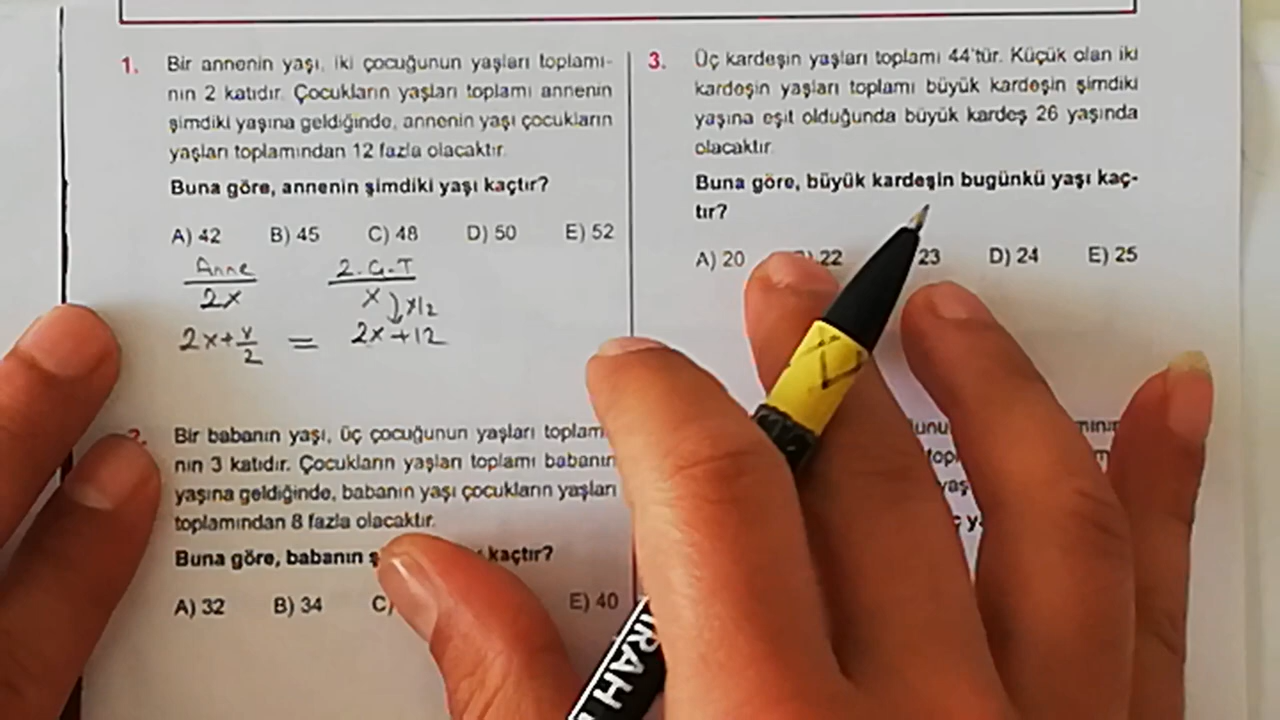 1. Bir annenin yaşı, iki çocuğunun yaşları toplamı-
nın 2 katıdır. Çocukların yaşları toplamı annenin
şimdiki yaşına geldiğinde, annenin yaşı çocukların
yaşları toplamından 12 fazla olacaktır.
Buna göre, annenin şimdiki yaşı kaçtır?
A) 42 B) 45 C) 48 D) 50 E) 52
Anne 2.Ç.T
2x x x/2
2x+x/2 = 2x+12
2. Bir babanın yaşı, üç çocuğunun yaşları
nın 3 katıdır. Çocukların yaşları toplamı babanın
yaşına geldiğinde, babanın yaşı çocukların yaşları
toplamından 8 fazla olacaktır.
Buna göre, babanın kaçtır?
A) 32 B) 34 C) E) 40
3. Üç kardeşin yaşları toplamı 44'tür. Küçük olan iki
kardeşin yaşları toplamı büyük kardeşin şimdiki
yaşına eşit olduğunda büyük kardeş 26 yaşında
olacaktır.
Buna göre, büyük kardeşin bugünkü yaşı kaç-
tır?
A) 20 22 23 D) 24 E) 25